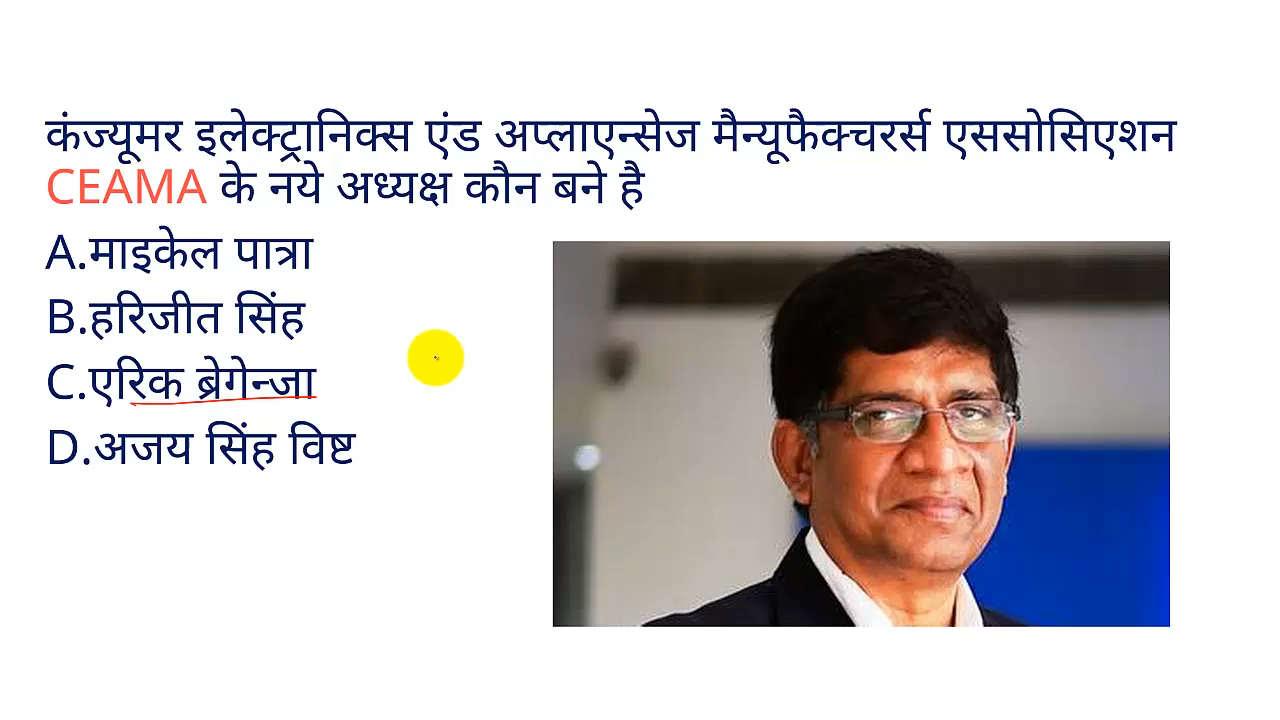 कंज्यूमर इलेक्ट्रानिक्स एंड अप्लाएन्सेज मैन्यूफैक्चरर्स एससोसिएशन
CEAMA के नये अध्यक्ष कौन बने है
A.माइकेल पात्रा
B.हरिजीत सिंह
C.एरिक ब्रेगेन्जा
D.अजय सिंह विष्ट